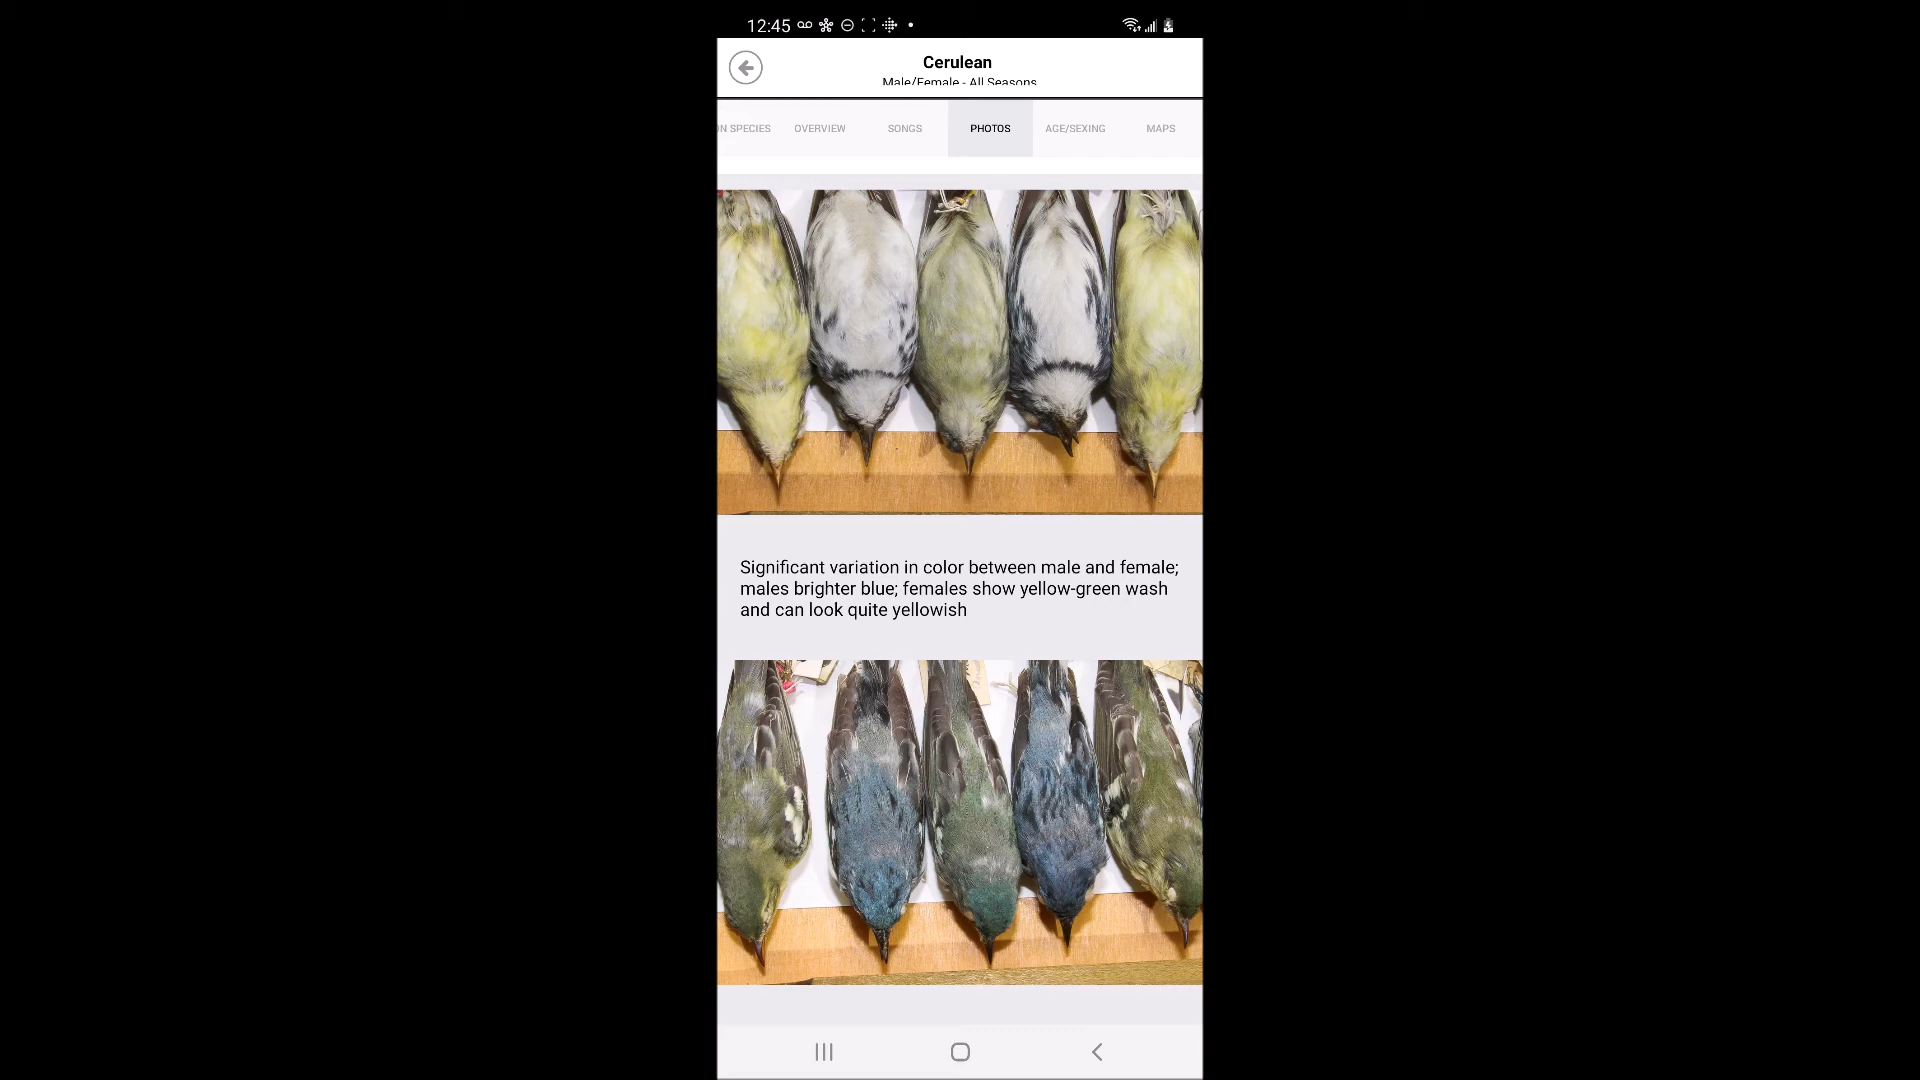 12:45
Cerulean
Male/Female - All Seasons
ON SPECIES OVERVIEW SONGS PHOTOS AGE/SEXING MAPS
Significant variation in color between male and female;
males brighter blue; females show yellow-green wash
and can look quite yellowish